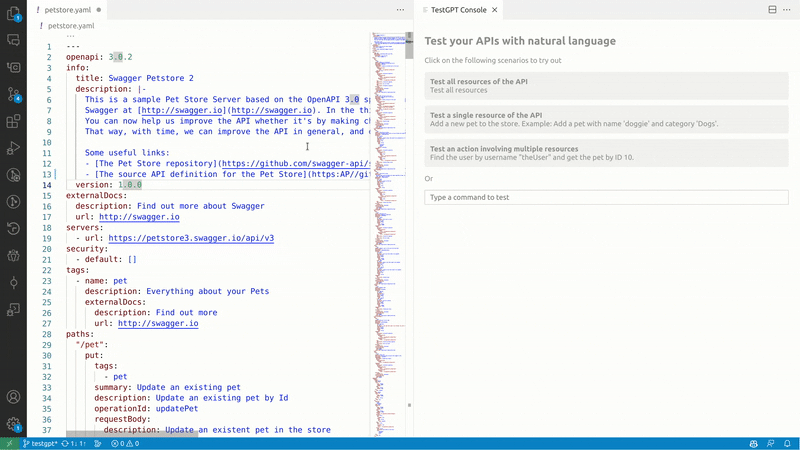 petstore.yaml
! petstore.yaml
...
1 ---
2 openapi: 3.0.2
3 info:
4 title: Swagger Petstore 2
5 description: |-
6 This is a sample Pet Store Server based on the OpenAPI 3.0 sp
7 Swagger at [http://swagger.io](http://swagger.io). In the th
8 You can now help us improve the API whether it's by making c
9 That way, with time, we can improve the API in general, and
10
11 Some useful links:
12 - [The Pet Store repository](https://github.com/swagger-api/s
13 - [The source API definition for the Pet Store](https:AP//gi
14 version: 1.0.0
15 externalDocs:
16 description: Find out more about Swagger
17 url: http://swagger.io
18 servers:
19 - url: https://petstore3.swagger.io/api/v3
20 security:
21 - default: []
22 tags:
23 - name: pet
24 description: Everything about your Pets
25 externalDocs:
26 description: Find out more
27 url: http://swagger.io
28 paths:
29 "/pet":
30 put:
31 tags:
32 - pet
33 summary: Update an existing pet
34 description: Update an existing pet by Id
35 operationId: updatePet
36 requestBody:
37 description: Update an existent pet in the store
TestGPT Console
Test your APIs with natural language
Click on the following scenarios to try out
Test all resources of the API
Test all resources
Test a single resource of the API
Add a new pet to the store. Example: Add a pet with name 'doggie' and category 'Dogs'.
Test an action involving multiple resources
Find the user by username "theUser" and get the pet by ID 10.
Or
Type a command to test
testgpt* 1↓ 1↑ 0 0
1
4
1